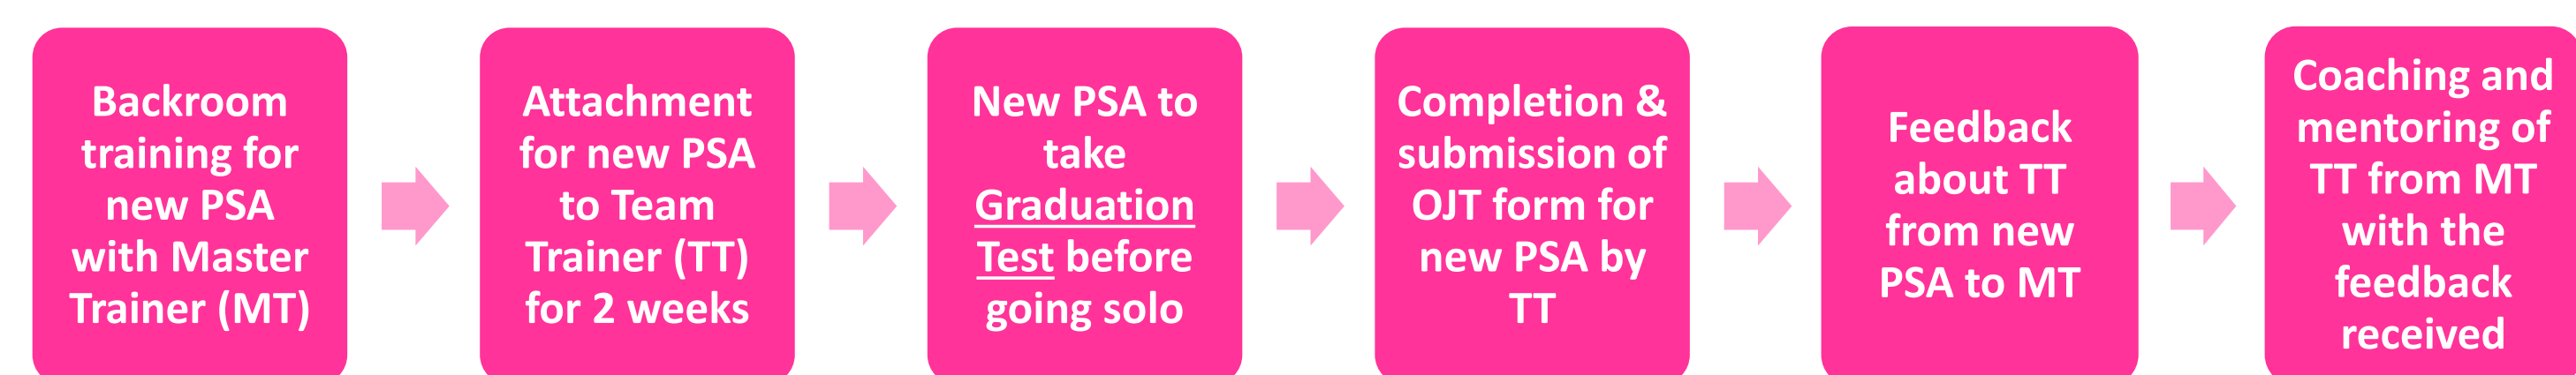 Backroom
training for
new PSA
with Master
Trainer (MT)
Attachment
for new PSA
to Team
Trainer (TT)
for 2 weeks
New PSA to
take
Graduation
Test before
going solo
Completion &
submission of
OJT form for
new PSA by
TT
Feedback
about TT
from new
PSA to MT
Coaching and
mentoring of
TT from MT
with the
feedback
received